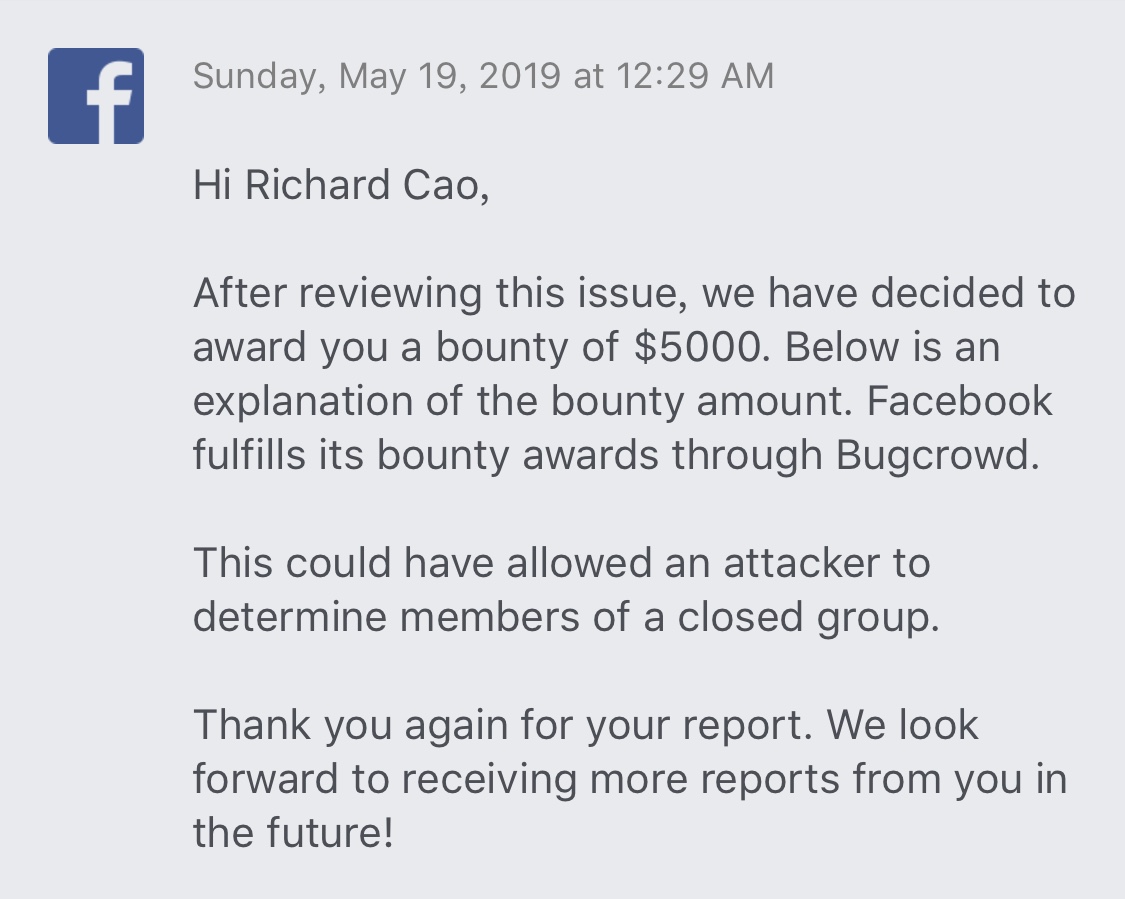 Sunday, May 19, 2019 at 12:29 AM
Hi Richard Cao,
After reviewing this issue, we have decided to
award you a bounty of $5000. Below is an
explanation of the bounty amount. Facebook
fulfills its bounty awards through Bugcrowd.
This could have allowed an attacker to
determine members of a closed group.
Thank you again for your report. We look
forward to receiving more reports from you in
the future!